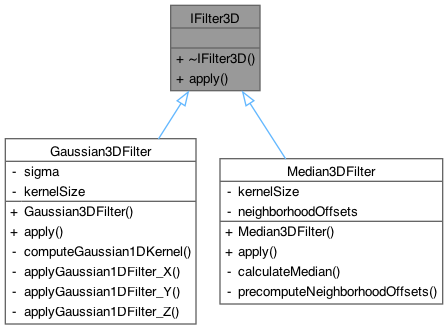 IFilter3D
+ ~IFilter3D()
+ apply()
Gaussian3DFilter
- sigma
- kernelSize
+ Gaussian3DFilter()
+ apply()
- computeGaussian1DKernel()
- applyGaussian1DFilter_X()
- applyGaussian1DFilter_Y()
- applyGaussian1DFilter_Z()
Median3DFilter
- kernelSize
- neighborhoodOffsets
+ Median3DFilter()
+ apply()
- calculateMedian()
- precomputeNeighborhoodOffsets()